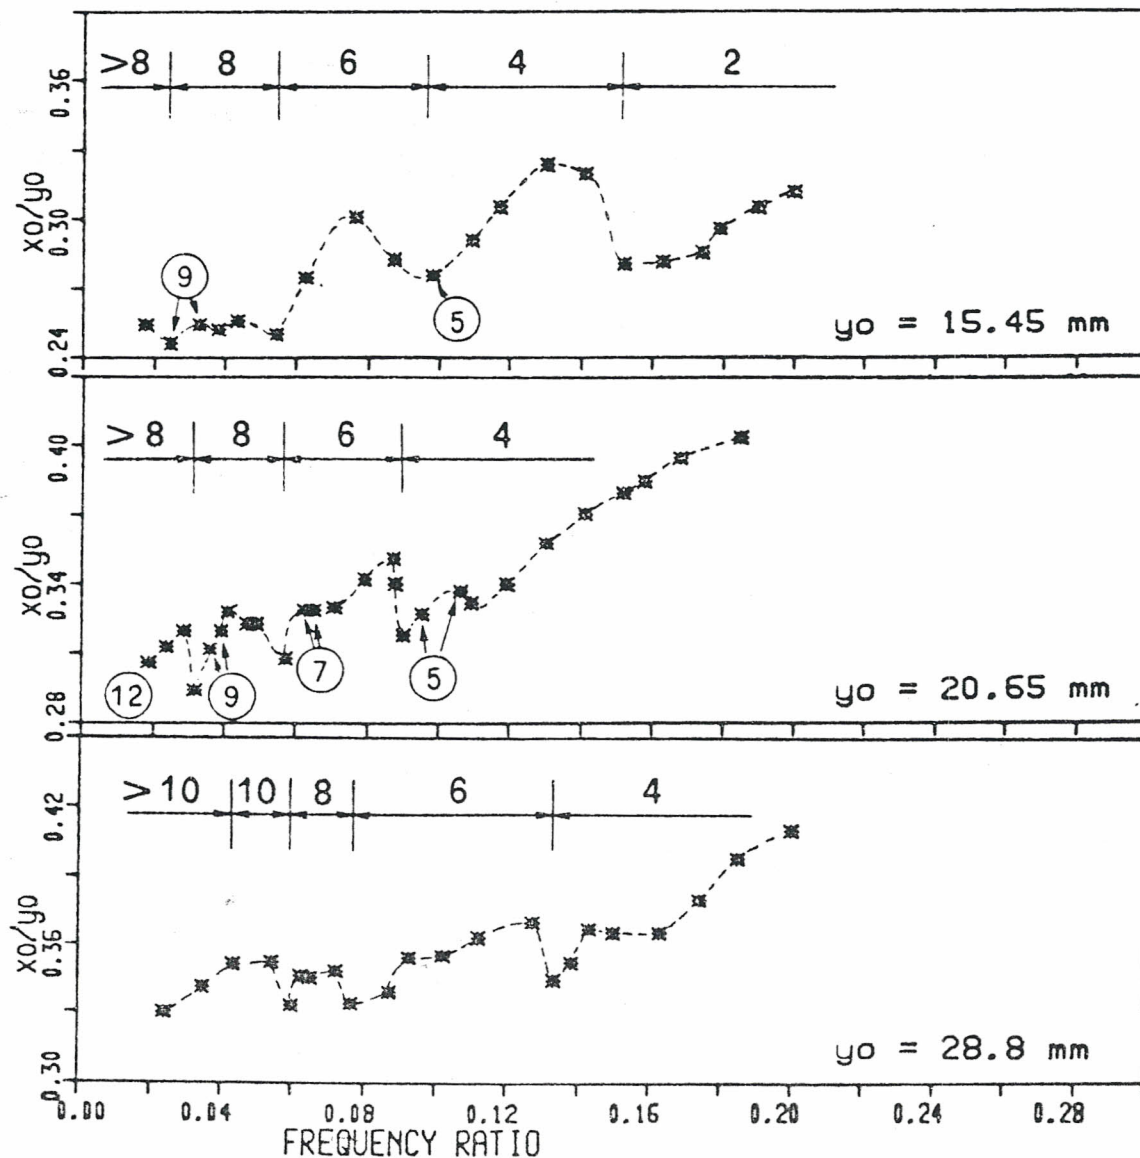 >8 8 6 4 2
0.36
0.30
0.24
xo/yo
9
5
yo = 15.45 mm
>8 8 6 4
0.40
0.34
0.28
xo/yo
12
9
7
5
yo = 20.65 mm
>10 10 8 6 4
0.42
0.36
0.30
xo/yo
yo = 28.8 mm
0.00 0.04 0.08 0.12 0.16 0.20 0.24 0.28
FREQUENCY RATIO